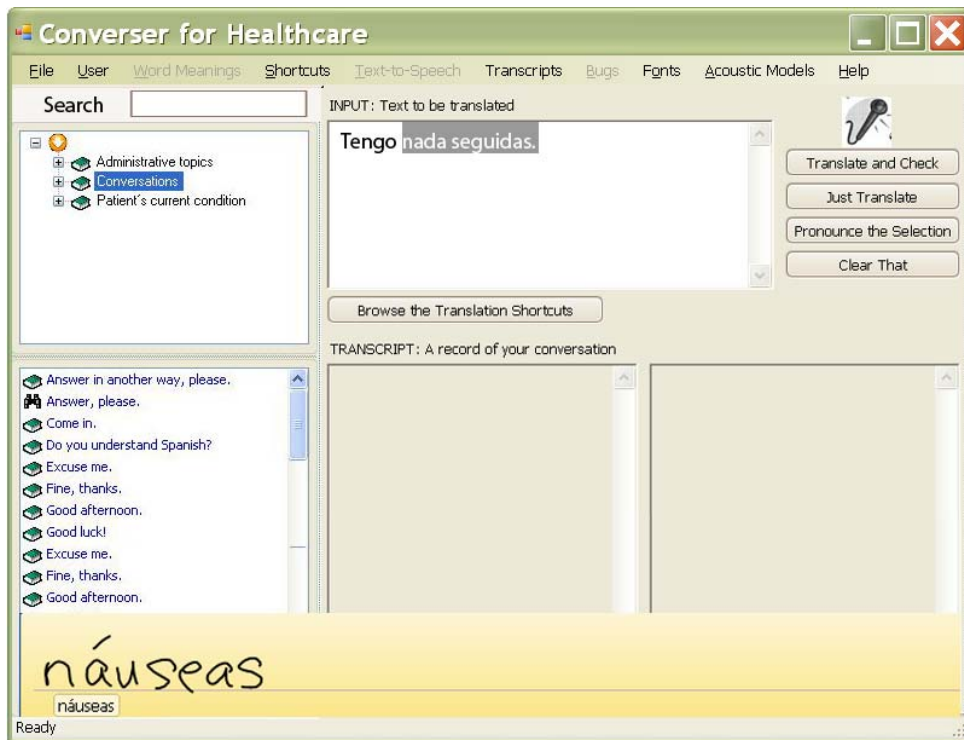 Converser for Healthcare
File User Word Meanings Shortcuts Text-to-Speech Transcripts Bugs Fonts Acoustic Models Help
Search
Administrative topics
Conversations
Patient's current condition
INPUT: Text to be translated
Tengo nada seguidas.
Translate and Check
Just Translate
Pronounce the Selection
Clear That
Browse the Translation Shortcuts
TRANSCRIPT: A record of your conversation
Answer in another way, please.
Answer, please.
Come in.
Do you understand Spanish?
Excuse me.
Fine, thanks.
Good afternoon.
Good luck!
Excuse me.
Fine, thanks.
Good afternoon.
náuseas
náuseas
Ready